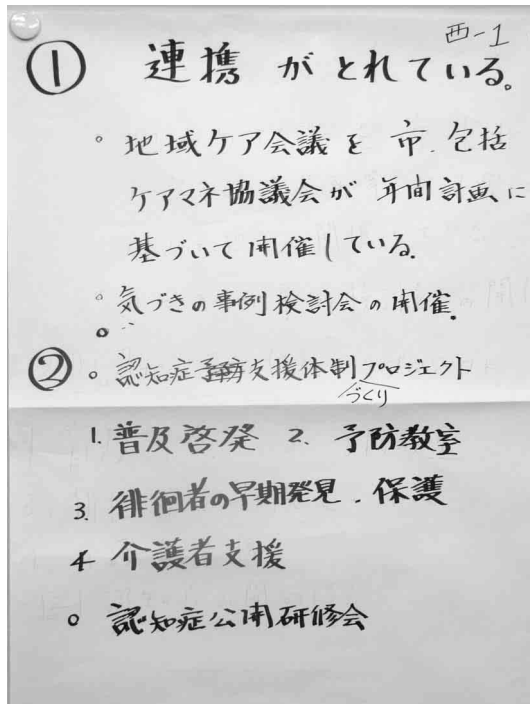 西-1
① 連携がとれている。
。地域ケア会議を市.包括
ケアマネ協議会が年間計画に
基づいて開催している.
。気づきの事例検討会の開催.
② 。認知症支援体制プロジェクト
づくり
1. 普及啓発 2. 予防教室
3. 徘徊者の早期発見.保護
4 介護者支援
。認知症公開研修会